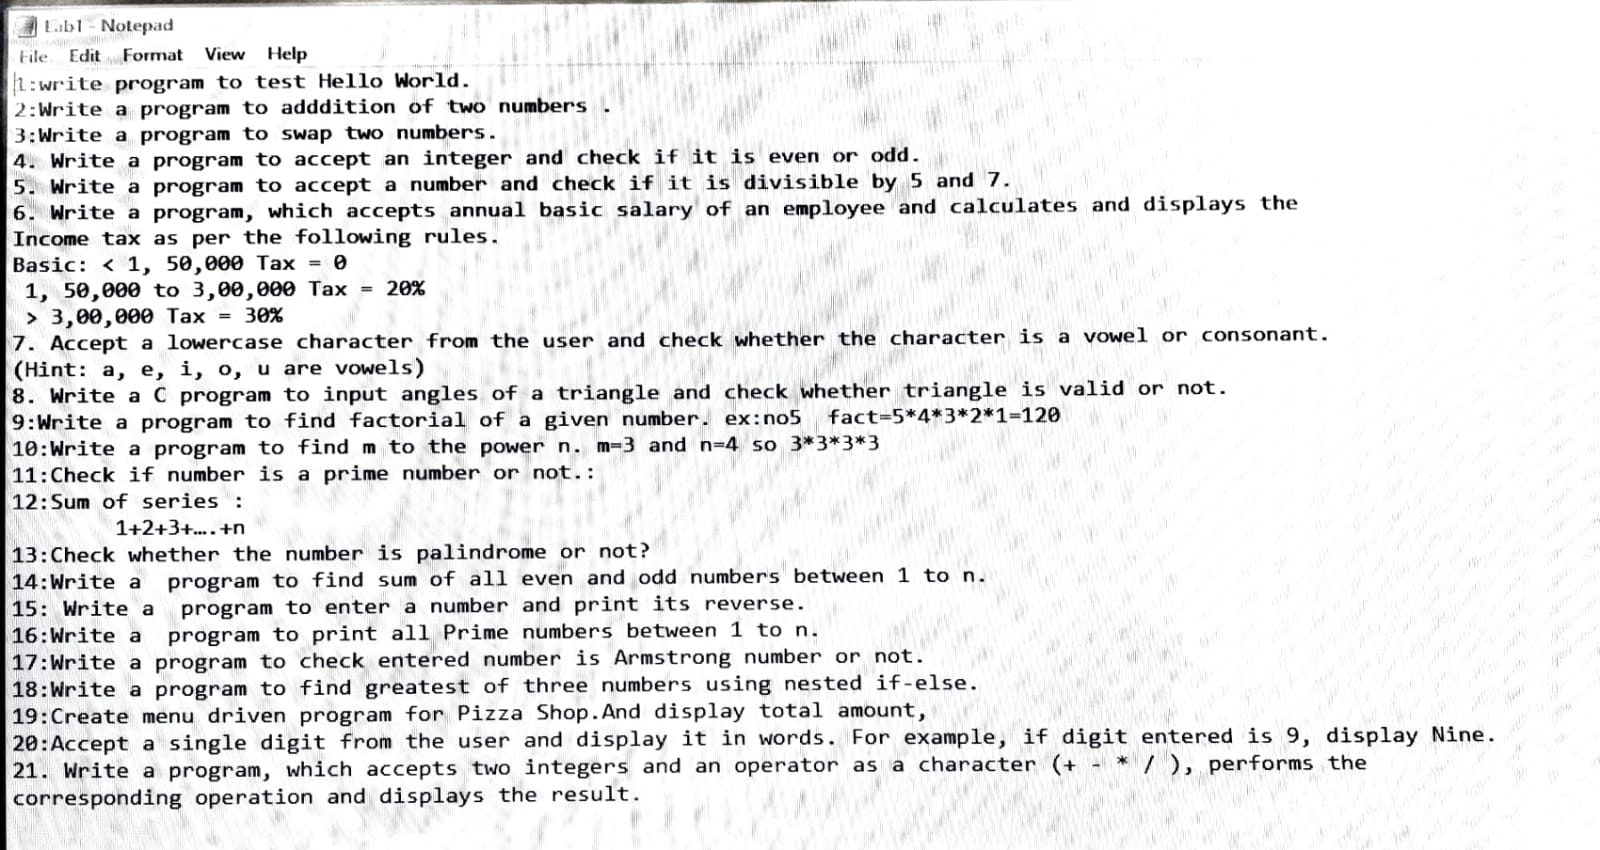 Lab1 - Notepad
File Edit Format View Help
1:write program to test Hello World.
2:Write a program to adddition of two numbers .
3:Write a program to swap two numbers.
4. Write a program to accept an integer and check if it is even or odd.
5. Write a program to accept a number and check if it is divisible by 5 and 7.
6. Write a program, which accepts annual basic salary of an employee and calculates and displays the
Income tax as per the following rules.
Basic: < 1, 50,000 Tax = 0
1, 50,000 to 3,00,000 Tax = 20%
> 3,00,000 Tax = 30%
7. Accept a lowercase character from the user and check whether the character is a vowel or consonant.
(Hint: a, e, i, o, u are vowels)
8. Write a C program to input angles of a triangle and check whether triangle is valid or not.
9:Write a program to find factorial of a given number. ex:no5  fact=5*4*3*2*1=120
10:Write a program to find m to the power n. m=3 and n=4 so 3*3*3*3
11:Check if number is a prime number or not.:
12:Sum of series :
1+2+3+….+n
13:Check whether the number is palindrome or not?
14:Write a  program to find sum of all even and odd numbers between 1 to n.
15: Write a  program to enter a number and print its reverse.
16:Write a  program to print all Prime numbers between 1 to n.
17:Write a program to check entered number is Armstrong number or not.
18:Write a program to find greatest of three numbers using nested if-else.
19:Create menu driven program for Pizza Shop.And display total amount,
20:Accept a single digit from the user and display it in words. For example, if digit entered is 9, display Nine.
21. Write a program, which accepts two integers and an operator as a character (+ - * / ), performs the
corresponding operation and displays the result.